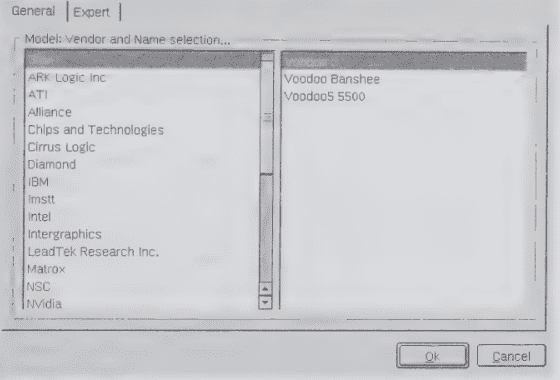 General
Expert
Model: Vendor and Name selection...
ARK Logic Inc
ATI
Alliance
Chips and Technologies
Cirrus Logic
Diamond
IBM
Imstt
Intel
Intergraphics
LeadTek Research Inc.
Matrox
NSC
NVidia
Voodoo Banshee
Voodoo5 5500
Ok
Cancel